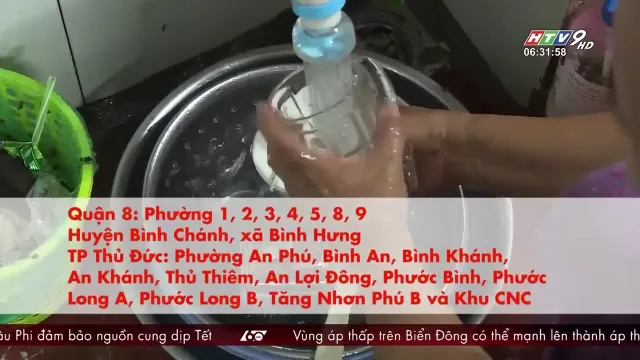 HTV9 HD
06:31:58
Quận 8: Phường 1, 2, 3, 4, 5, 8, 9
Huyện Bình Chánh, xã Bình Hưng
TP Thủ Đức: Phường An Phú, Bình An, Bình Khánh,
An Khánh, Thủ Thiêm, An Lợi Đông, Phước Bình, Phước
Long A, Phước Long B, Tăng Nhơn Phú B và Khu CNC
Phi đảm bảo nguồn cung dịp Tết 60 Vùng áp thấp trên Biển Đông có thể mạnh lên thành áp